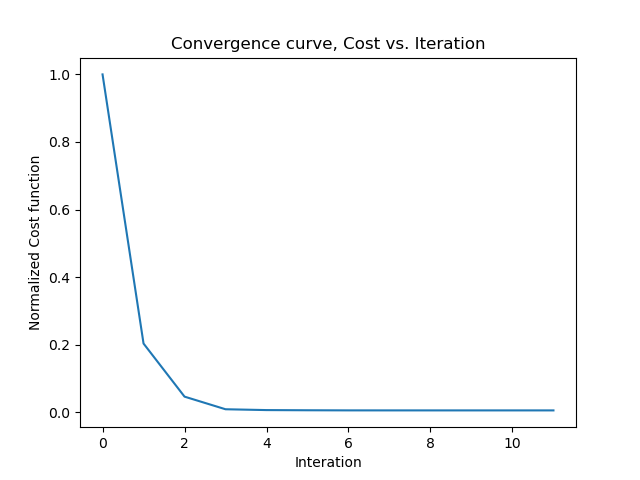 Convergence curve, Cost vs. Iteration
Normalized Cost function
1.0
0.8
0.6
0.4
0.2
0.0
0 2 4 6 8 10
Interation